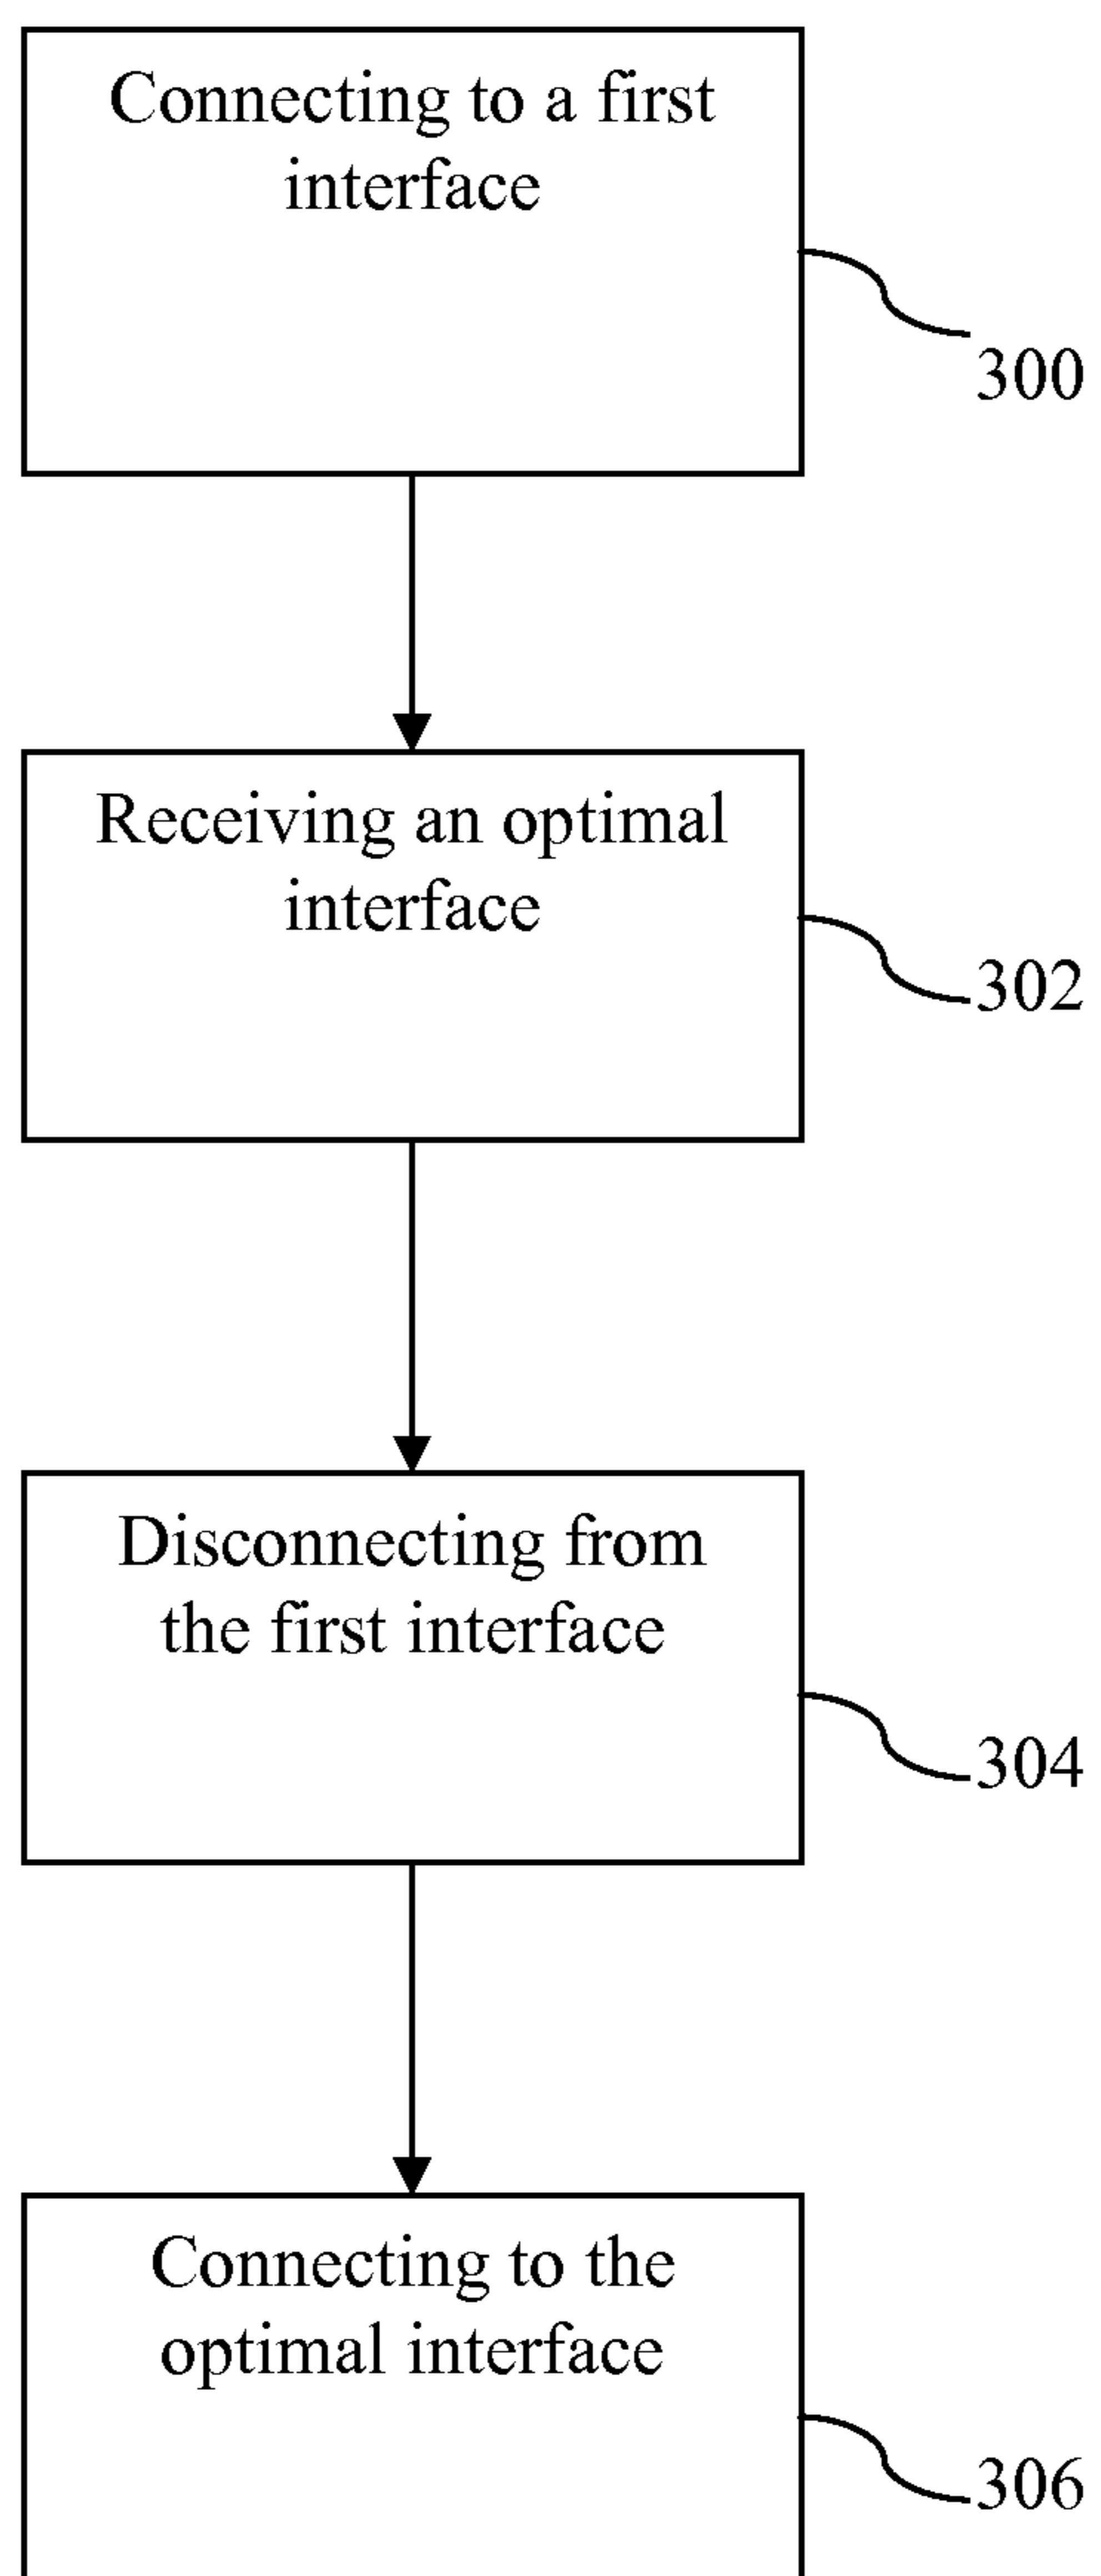 Connecting to a first
interface
300
Receiving an optimal
interface
302
Disconnecting from
the first interface
304
Connecting to the
optimal interface
306